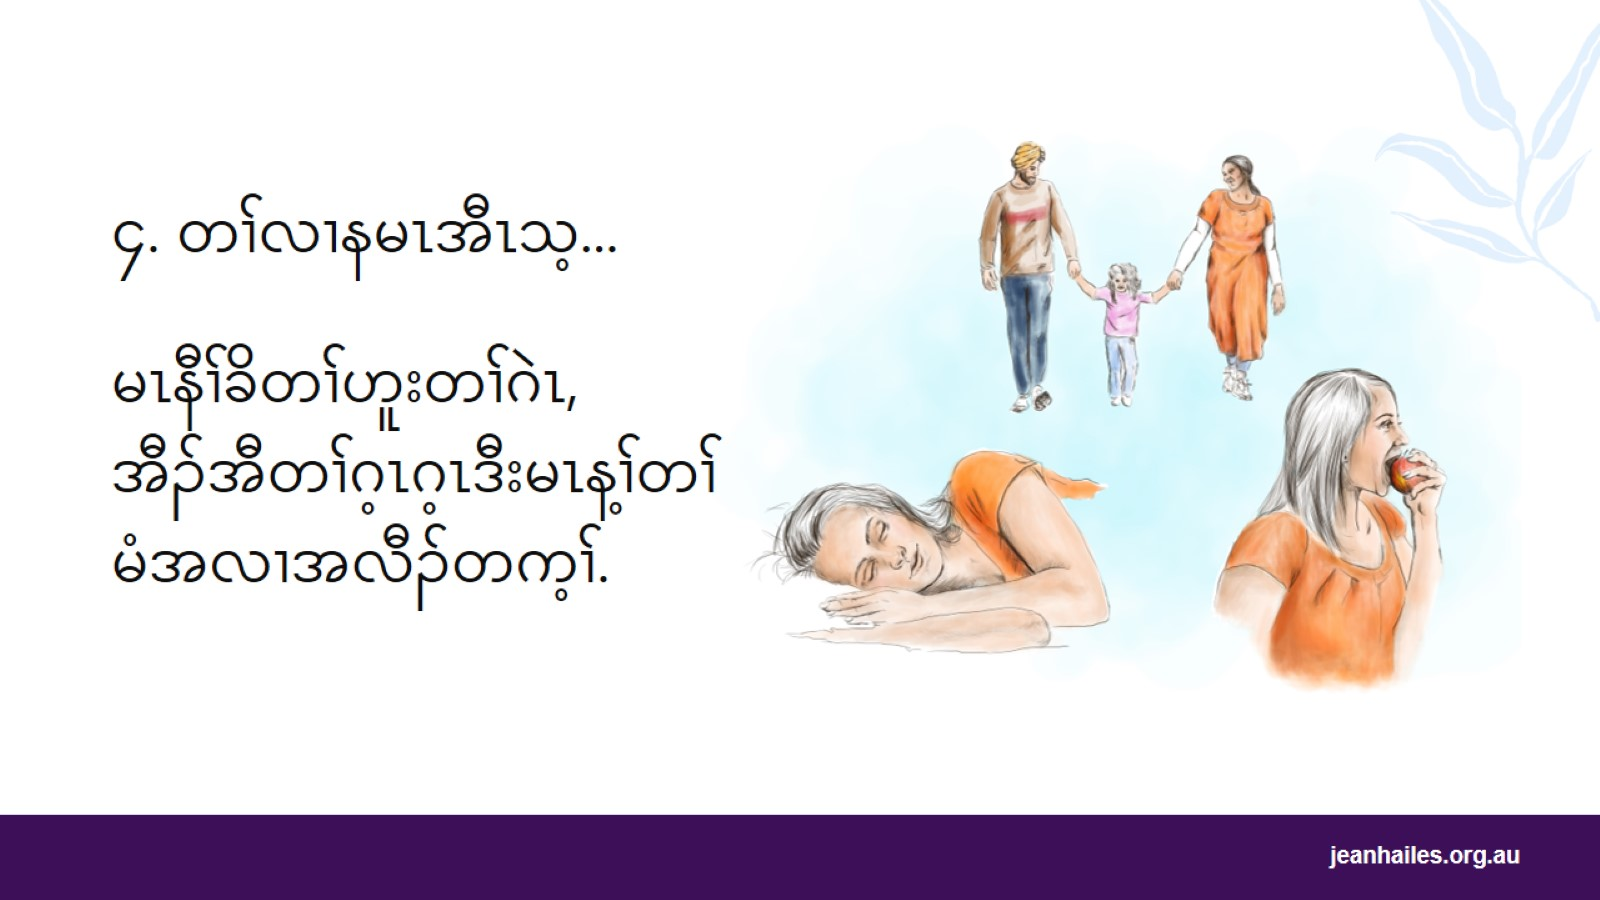 ၄. တၢ်လၢနမၤအီၤသ့...
မၤနီၢ်ခိတၢ်ဟူးတၢ်ဂဲၤ,
အီၣ်အီတၢ်ဂ့ၤဂ့ၤဒီးမၤန့ၢ်တၢ်
မံအလၢအလီၣ်တက့ၢ်.
jeanhailes.org.au